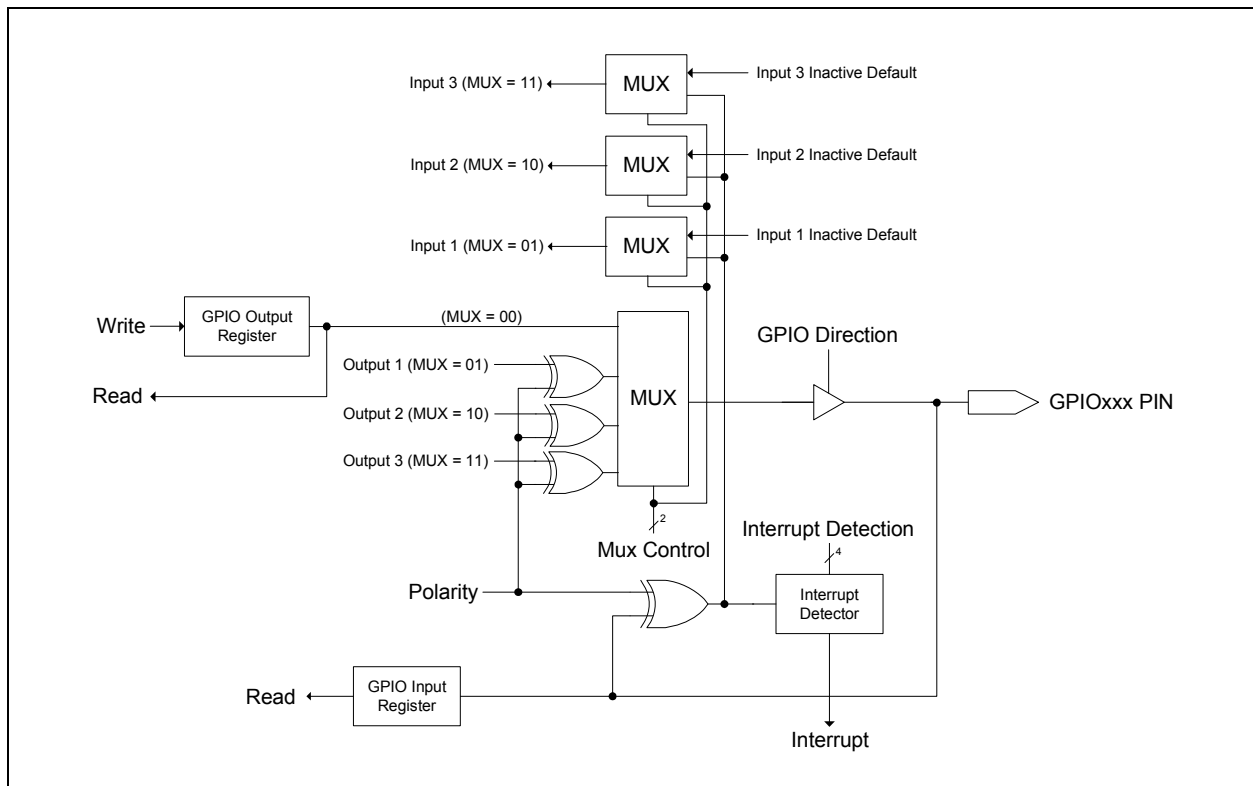 Input 3 (MUX = 11)
MUX
Input 3 Inactive Default
Input 2 (MUX = 10)
MUX
Input 2 Inactive Default
Input 1 (MUX = 01)
MUX
Input 1 Inactive Default
Write
GPIO Output
Register
(MUX = 00)
Read
Output 1 (MUX = 01)
Output 2 (MUX = 10)
Output 3 (MUX = 11)
MUX
GPIO Direction
GPIOxxx PIN
2
Mux Control
Interrupt Detection
4
Polarity
Interrupt
Detector
Read
GPIO Input
Register
Interrupt